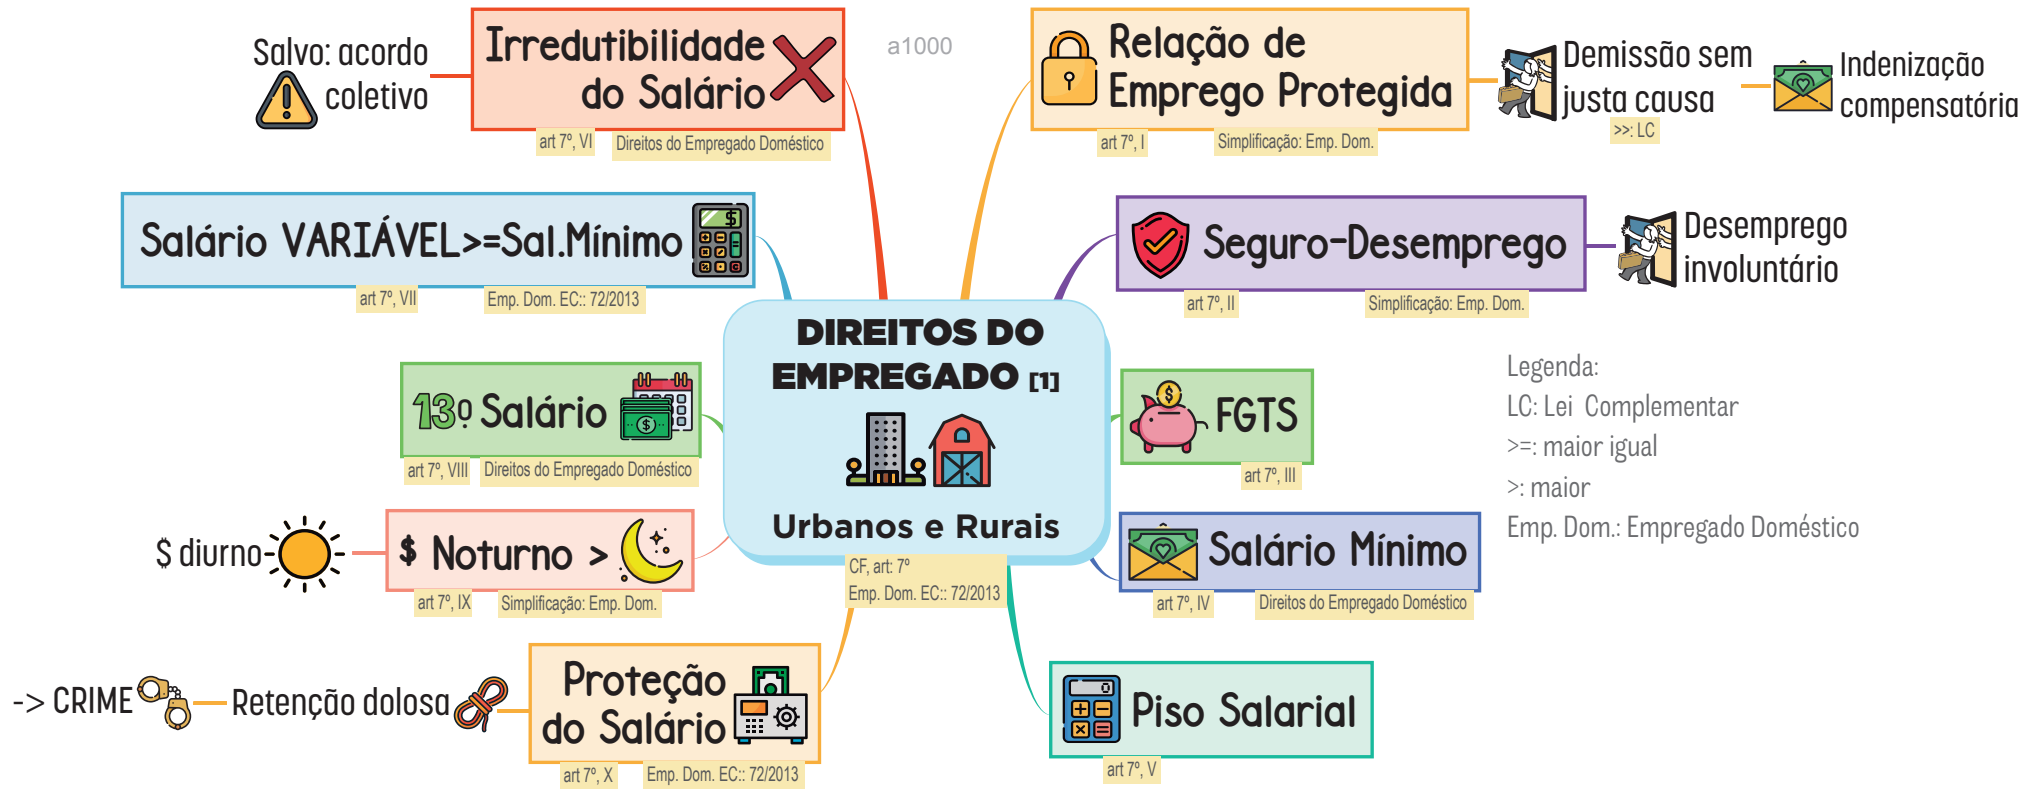 Salvo: acordo
coletivo
Irredutibilidade
do Salário
art 7º, VI
Direitos do Empregado Doméstico
a1000
Relação de
Emprego Protegida
art 7º, I
Simplificação: Emp. Dom.
Demissão sem
justa causa
>>: LC
Indenização
compensatória
Salário VARIÁVEL>=Sal.Mínimo
$
art 7º, VII
Emp. Dom. EC:: 72/2013
Seguro-Desemprego
art 7º, II
Simplificação: Emp. Dom.
Desemprego
involuntário
DIREITOS DO
EMPREGADO [1]
Urbanos e Rurais
CF, art: 7º
Emp. Dom. EC:: 72/2013
13º Salário
$
art 7º, VIII
Direitos do Empregado Doméstico
$
FGTS
art 7º, III
Legenda:
LC: Lei Complementar
>=: maior igual
>: maior
Emp. Dom.: Empregado Doméstico
$ diurno
$ Noturno >
art 7º, IX
Simplificação: Emp. Dom.
Salário Mínimo
art 7º, IV
Direitos do Empregado Doméstico
-> CRIME
Retenção dolosa
Proteção
do Salário
art 7º, X
Emp. Dom. EC:: 72/2013
0
Piso Salarial
art 7º, V